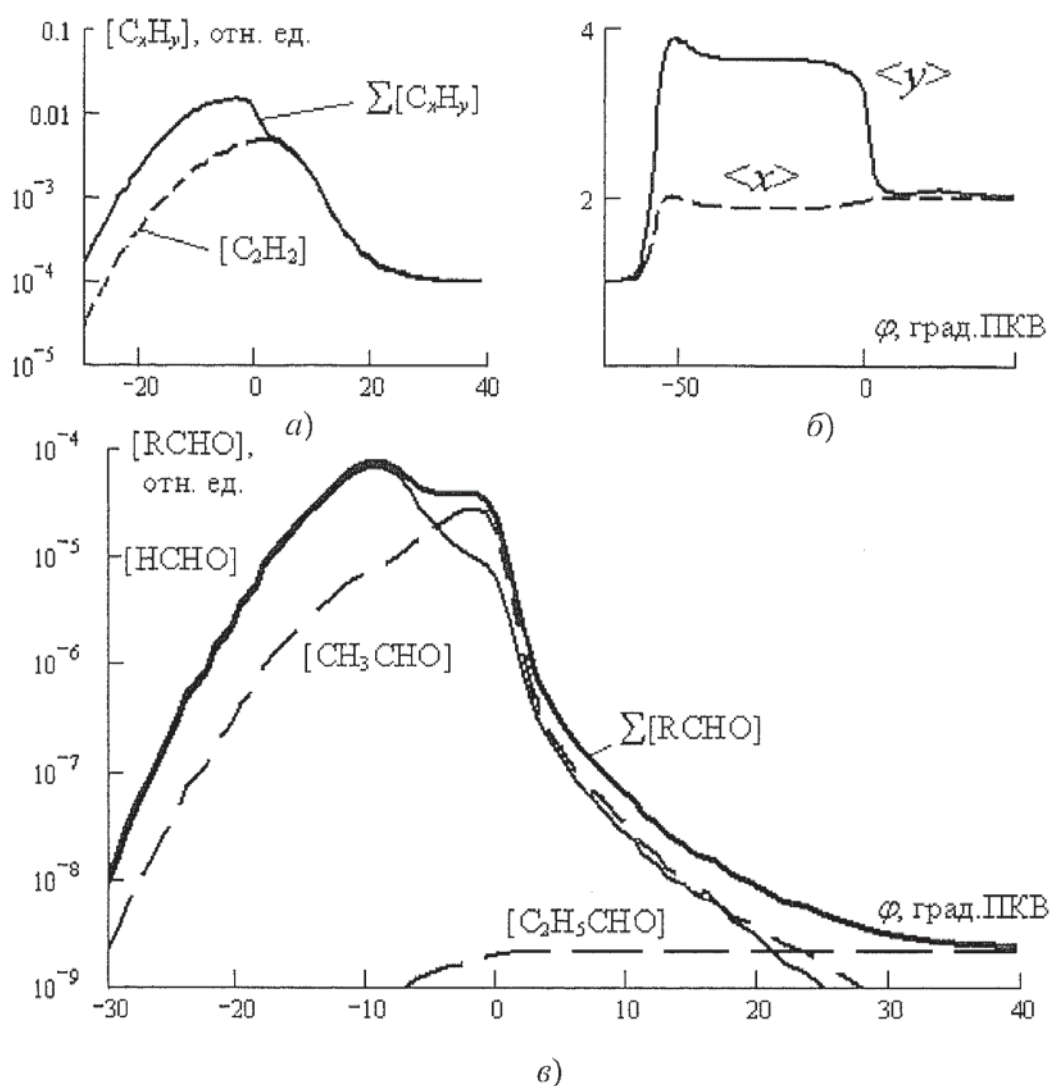 [CₓHᵧ], отн. ед.
0.1
0.01
10⁻³
10⁻⁴
10⁻⁵
∑[CₓHᵧ]
[C₂H₂]
-20 0 20 40
а)
4
2
<y>
<x>
φ, град.ПКВ
-50 0
б)
[RCHO],
отн. ед.
10⁻⁴
10⁻⁵
10⁻⁶
10⁻⁷
10⁻⁸
10⁻⁹
[HCHO]
[CH₃CHO]
∑[RCHO]
[C₂H₅CHO]
φ, град.ПКВ
-30 -20 -10 0 10 20 30 40
в)